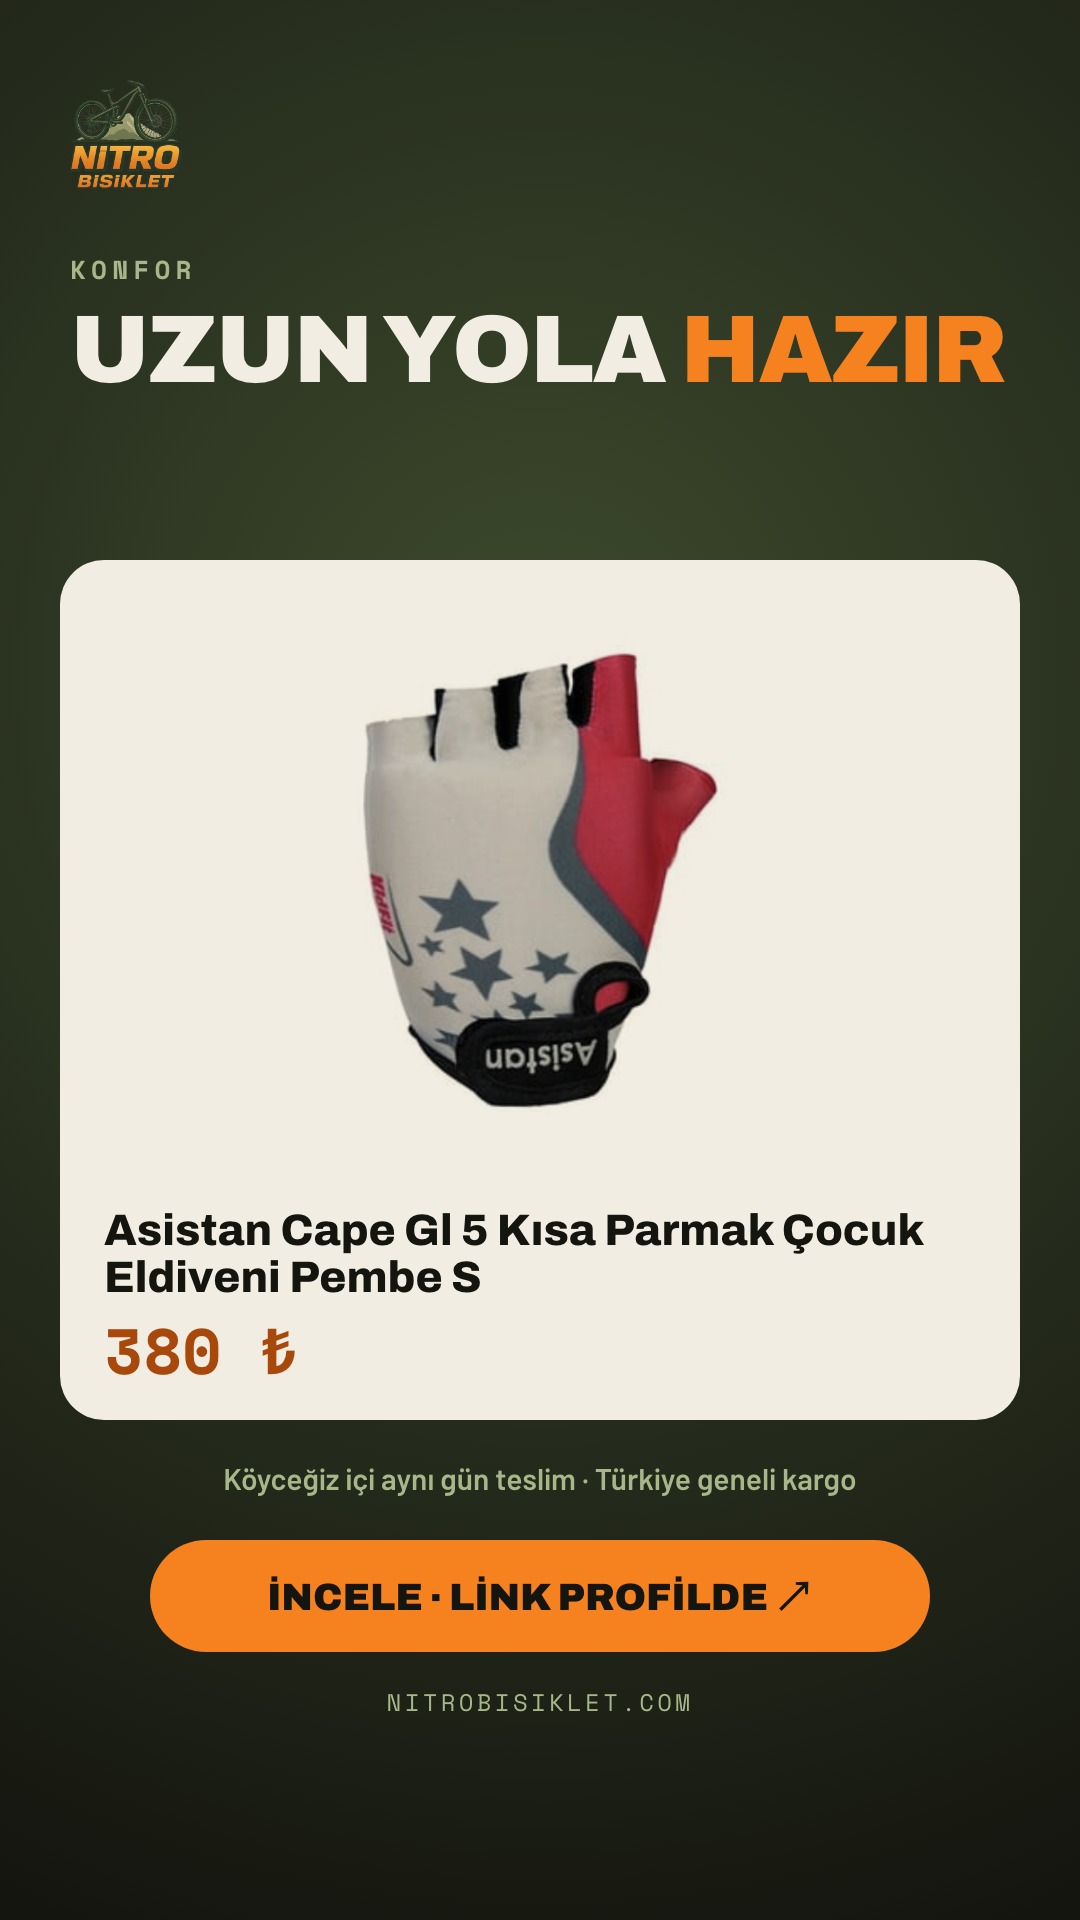 NiTRO
BiSiKLET
KONFOR
UZUN YOLA HAZIR
Asistan
Asistan Cape Gl 5 Kısa Parmak Çocuk
Eldiveni Pembe S
380 ₺
Köyceğiz içi aynı gün teslim · Türkiye geneli kargo
İNCELE · LİNK PROFİLDE ↗
NITROBISIKLET.COM